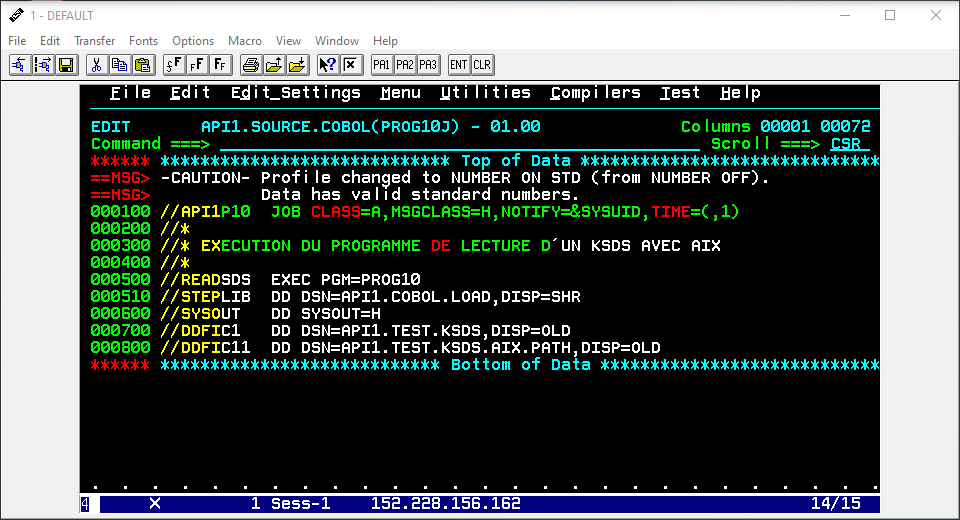 1 - DEFAULT
File Edit Transfer Fonts Options Macro View Window Help
PA1 PA2 PA3 ENT CLR
File Edit Edit_Settings Menu Utilities Compilers Test Help
EDIT API1.SOURCE.COBOL(PROG10J) - 01.00 Columns 00001 00072
Command ===> Scroll ===> CSR
****** ***************************** Top of Data ******************************
==MSG> -CAUTION- Profile changed to NUMBER ON STD (from NUMBER OFF).
==MSG> Data has valid standard numbers.
000100 //API1P10 JOB CLASS=A,MSGCLASS=H,NOTIFY=&SYSUID,TIME=(,1)
000200 //*
000300 //* EXECUTION DU PROGRAMME DE LECTURE D´UN KSDS AVEC AIX
000400 //*
000500 //READSDS EXEC PGM=PROG10
000510 //STEPLIB DD DSN=API1.COBOL.LOAD,DISP=SHR
000600 //SYSOUT DD SYSOUT=H
000700 //DDFIC1 DD DSN=API1.TEST.KSDS,DISP=OLD
000800 //DDFIC11 DD DSN=API1.TEST.KSDS.AIX.PATH,DISP=OLD
****** **************************** Bottom of Data ****************************
4 X 1 Sess-1 152.228.156.162 14/15